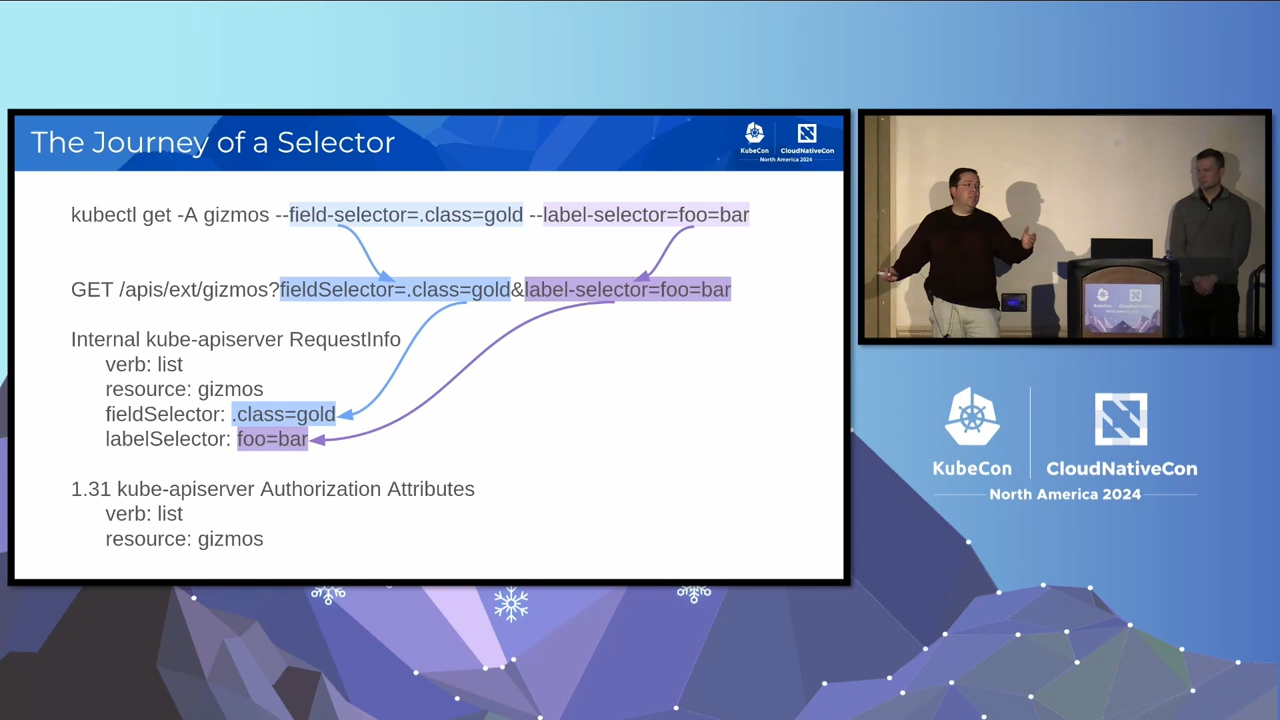 The Journey of a Selector
KubeCon
CloudNativeCon
North America 2024
kubectl get -A gizmos --field-selector=.class=gold --label-selector=foo=bar
GET /apis/ext/gizmos?fieldSelector=.class=gold&label-selector=foo=bar
Internal kube-apiserver RequestInfo
verb: list
resource: gizmos
fieldSelector: .class=gold
labelSelector: foo=bar
1.31 kube-apiserver Authorization Attributes
verb: list
resource: gizmos
KubeCon
CloudNativeCon
North America 2024